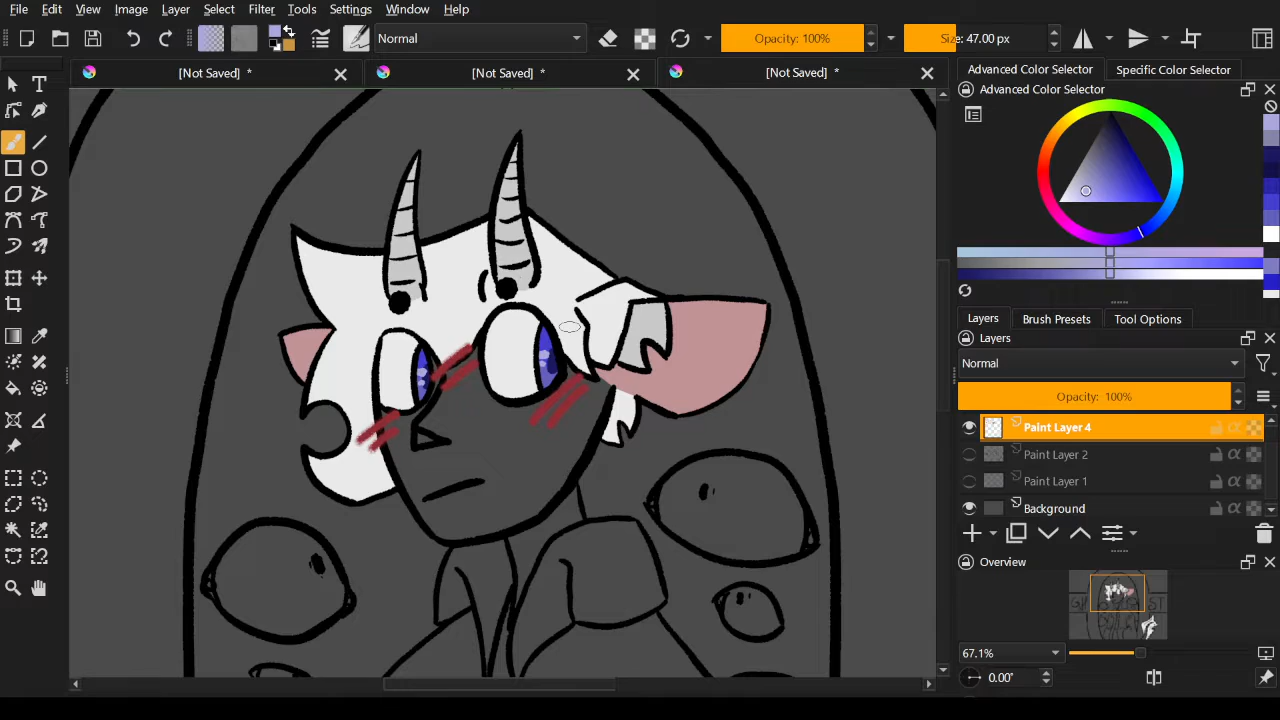 File Edit View Image Layer Select Filter Tools Settings Window Help
Normal Opacity: 100% Size: 47.00 px
[Not Saved] * [Not Saved] * [Not Saved] *
Advanced Color Selector Specific Color Selector
Advanced Color Selector
Layers Brush Presets Tool Options
Layers
Normal
Opacity: 100%
Paint Layer 4
Paint Layer 2
Paint Layer 1
Background
Overview
67.1%
0.00°